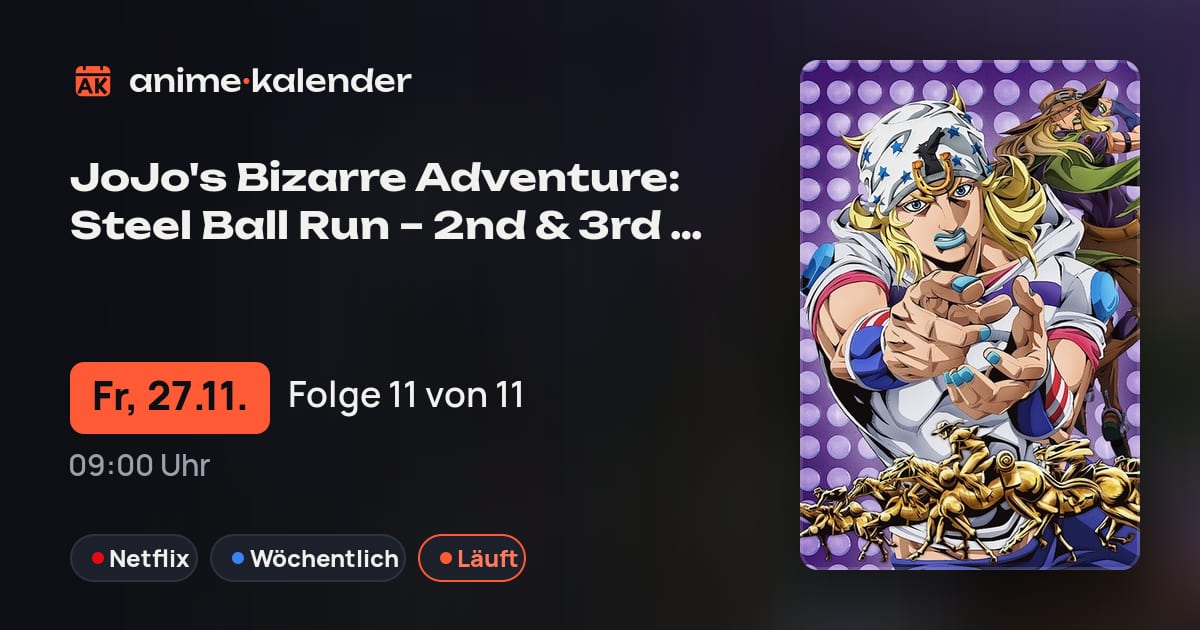 AK anime·kalender
JoJo's Bizarre Adventure:
Steel Ball Run – 2nd & 3rd ...
Fr, 27.11. Folge 11 von 11
09:00 Uhr
Netflix Wöchentlich Läuft